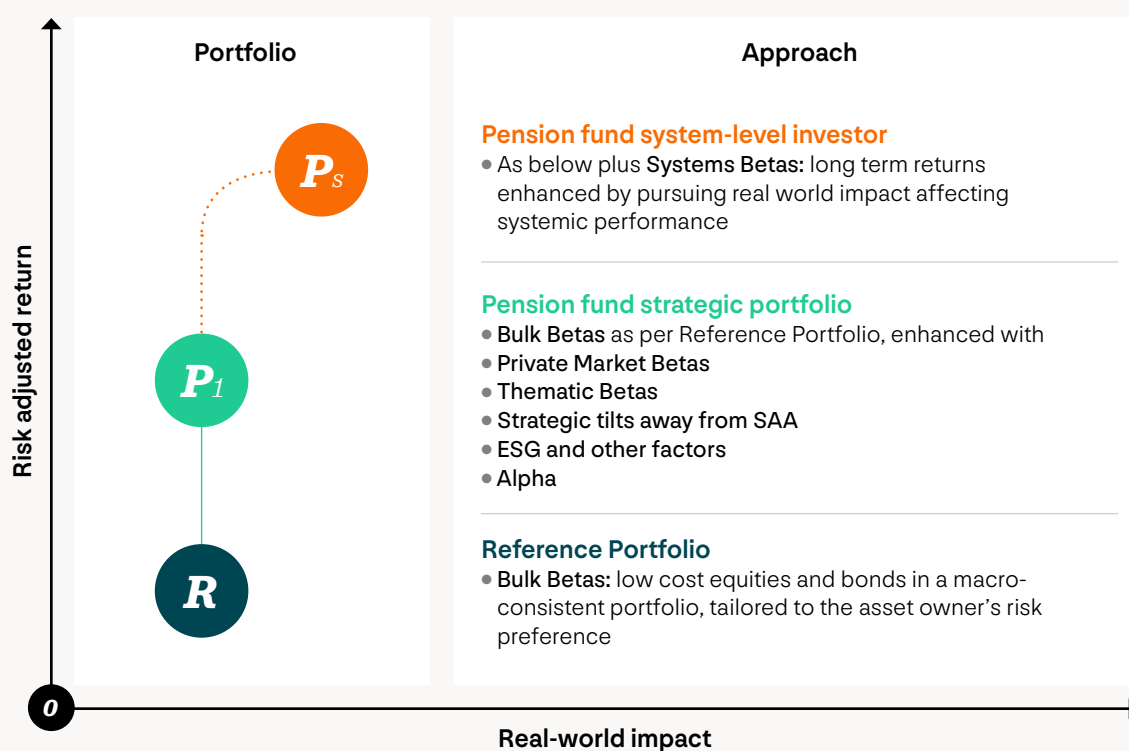 Portfolio
Approach
Risk adjusted return
Ps
Pension fund system-level investor
• As below plus Systems Betas: long term returns
enhanced by pursuing real world impact affecting
systemic performance
P1
Pension fund strategic portfolio
• Bulk Betas as per Reference Portfolio, enhanced with
• Private Market Betas
• Thematic Betas
• Strategic tilts away from SAA
• ESG and other factors
• Alpha
R
Reference Portfolio
• Bulk Betas: low cost equities and bonds in a macro-
consistent portfolio, tailored to the asset owner’s risk
preference
0
Real-world impact